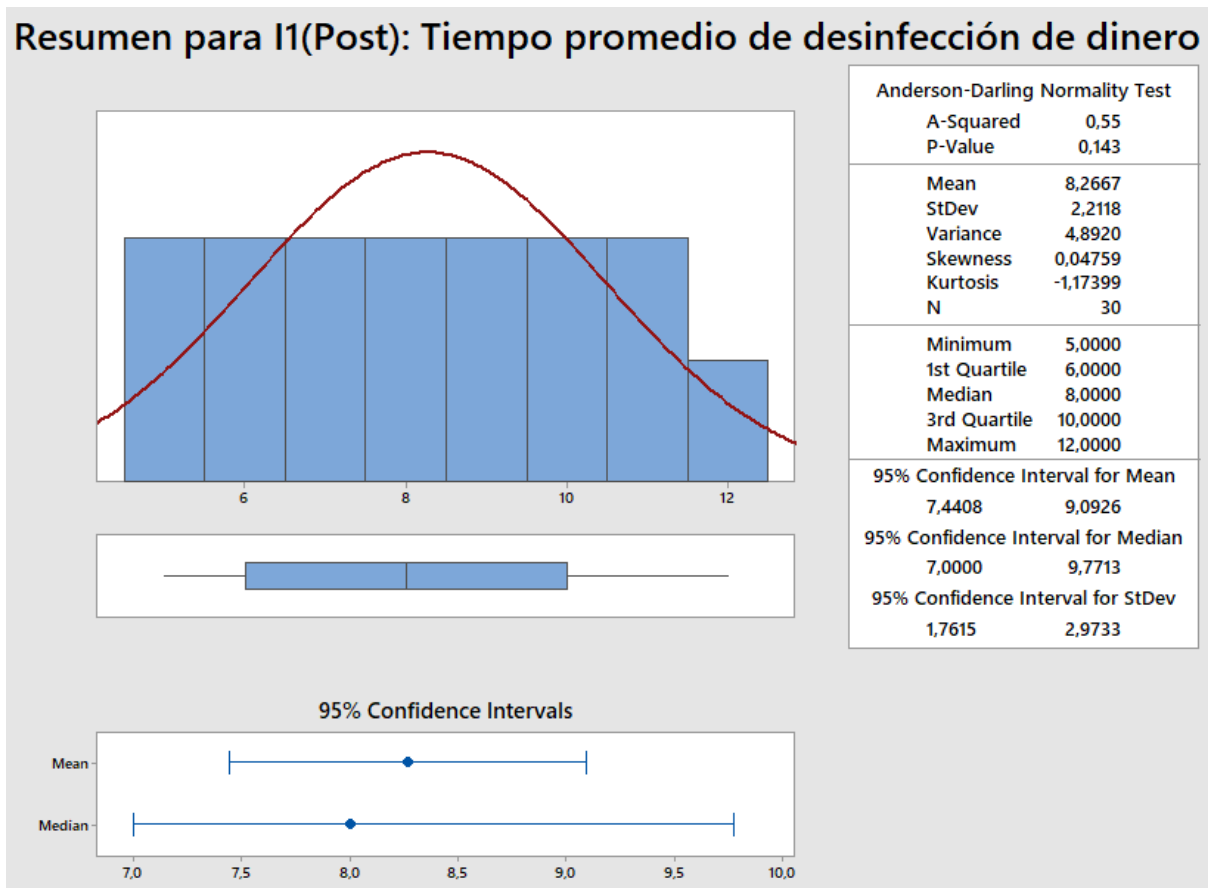 Resumen para I1(Post): Tiempo promedio de desinfección de dinero
Anderson-Darling Normality Test
A-Squared 0,55
P-Value 0,143
Mean 8,2667
StDev 2,2118
Variance 4,8920
Skewness 0,04759
Kurtosis -1,17399
N 30
Minimum 5,0000
1st Quartile 6,0000
Median 8,0000
3rd Quartile 10,0000
Maximum 12,0000
95% Confidence Interval for Mean
7,4408 9,0926
95% Confidence Interval for Median
7,0000 9,7713
95% Confidence Interval for StDev
1,7615 2,9733
6 8 10 12
95% Confidence Intervals
Mean
Median
7,0 7,5 8,0 8,5 9,0 9,5 10,0